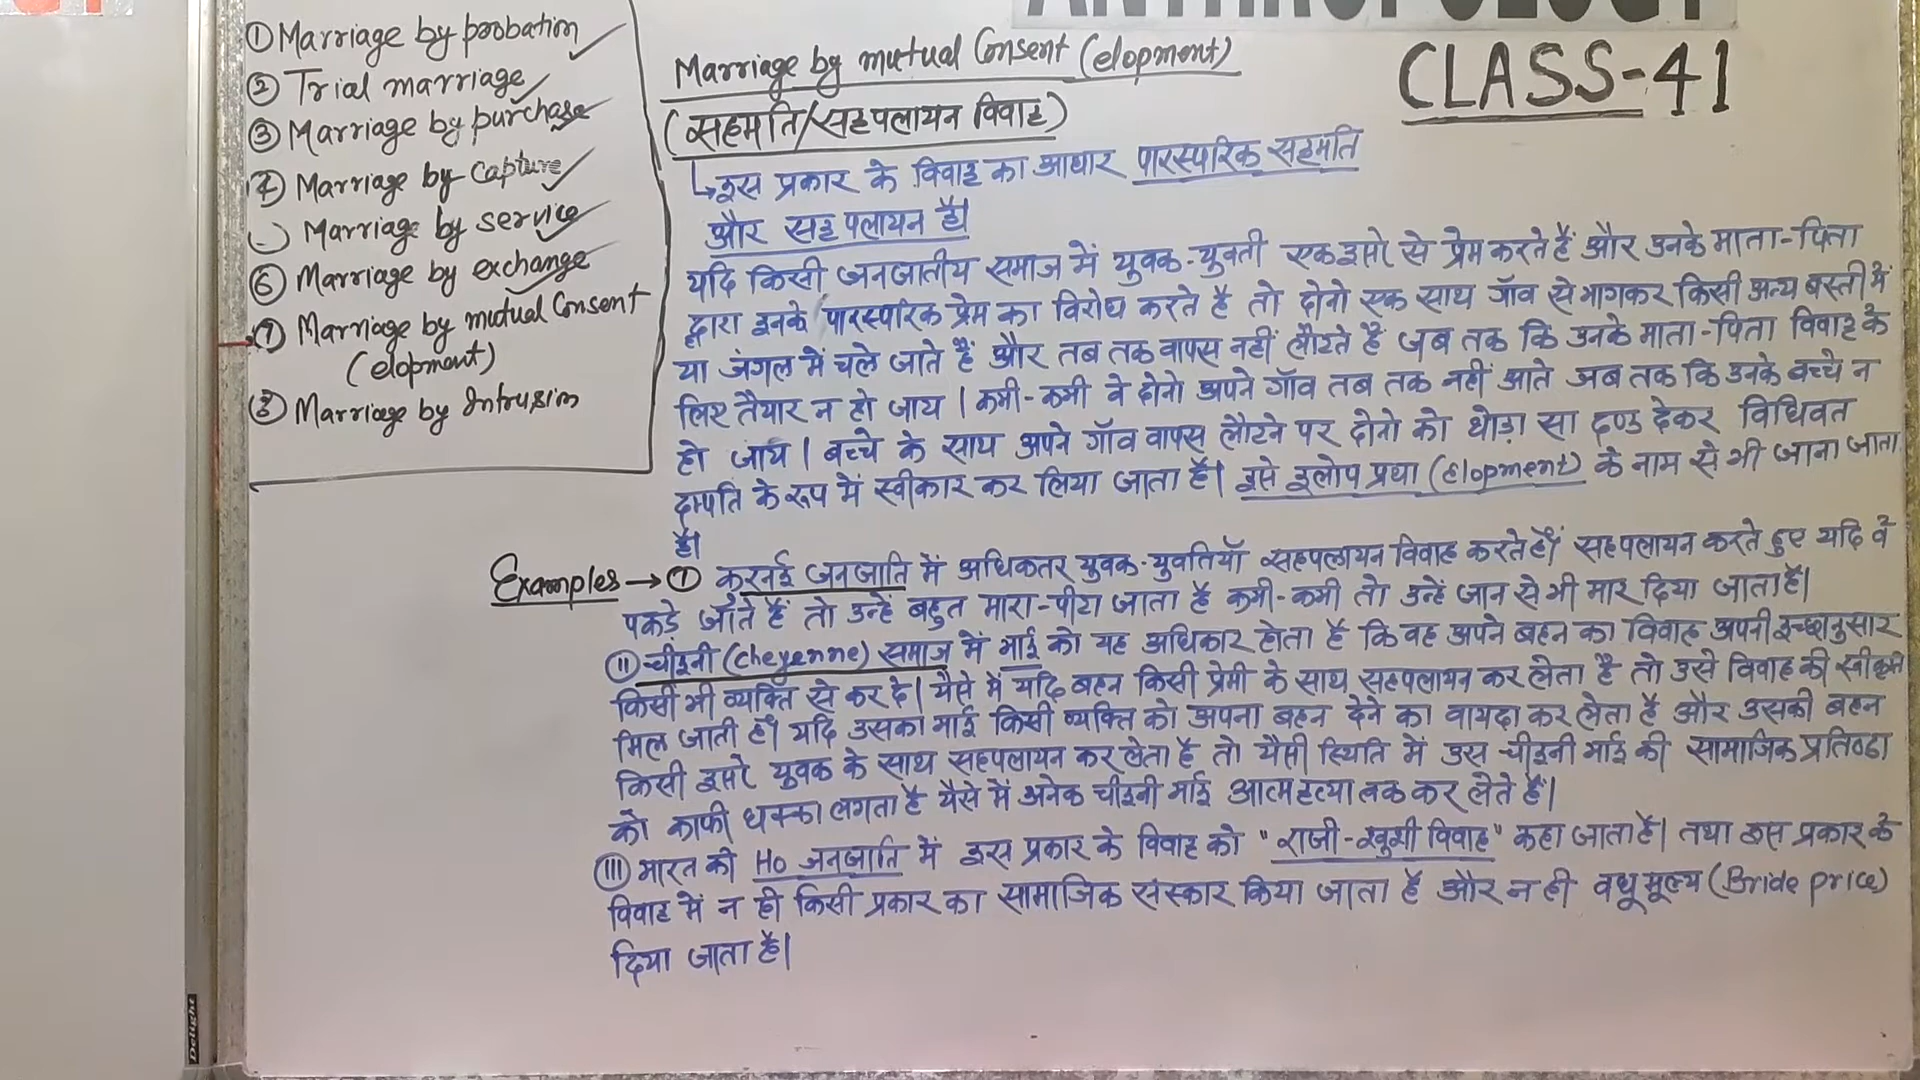 ANTHROPOLOGY
CLASS-41
① Marriage by probation
② Trial marriage
③ Marriage by purchase
④ Marriage by capture
Marriage by service
⑥ Marriage by exchange
⑦ Marriage by mutual Consent
(elopment)
⑧ Marriage by Intrusion
Marriage by mutual Consent (elopment)
(सहमति/सहपलायन विवाह)
↳ इस प्रकार के विवाह का आधार पारस्परिक सहमति
और सहपलायन है।
यदि किसी जनजातीय समाज में युवक-युवती एक दूसरे से प्रेम करते हैं और उनके माता-पिता
द्वारा इनके पारस्परिक प्रेम का विरोध करते है तो दोनो एक साथ गाँव से भागकर किसी अन्य बस्ती में
या जंगल में चले जाते हैं और तब तक वापस नहीं लौटते हैं जब तक कि उनके माता-पिता विवाह के
लिए तैयार न हो जाय। कभी-कभी वे दोनो अपने गाँव तब तक नहीं आते जब तक कि उनके बच्चे न
हो जाय। बच्चे के साथ अपने गाँव वापस लौटने पर दोनो को थोड़ा सा दण्ड देकर विधिवत
दम्पति के रूप में स्वीकार कर लिया जाता है। इसे इलोप प्रथा (Elopment) के नाम से भी जाना जाता
है।
Examples → ① करनई जनजाति में अधिकतर युवक-युवतियाँ सहपलायन विवाह करते हैं। सहपलायन करते हुए यदि वे
पकड़े जाते हैं तो उन्हें बहुत मारा-पीटा जाता है कभी-कभी तो उन्हें जान से भी मार दिया जाता है।
Ⅱ चीइनी (Cheyenne) समाज में भाई को यह अधिकार होता है कि वह अपने बहन का विवाह अपनी इच्छानुसार
किसी भी व्यक्ति से कर दे। यैसे में यदि बहन किसी प्रेमी के साथ सहपलायन कर लेता है तो उसे विवाह की स्वीकृति
मिल जाती है। यदि उसका भाई किसी व्यक्ति को अपना बहन देने का वायदा कर लेता है और उसकी बहन
किसी दूसरे युवक के साथ सहपलायन कर लेता है तो यैसी स्थिति में उस चीइनी भाई की सामाजिक प्रतिष्ठा
को काफी धक्का लगता है यैसे में अनेक चीइनी भाई आत्महत्या तक कर लेते हैं।
Ⅲ भारत की Ho जनजाति में इस प्रकार के विवाह को "राजी-खुशी विवाह" कहा जाता है। तथा इस प्रकार के
विवाह में न ही किसी प्रकार का सामाजिक संस्कार किया जाता है और न ही वधू मूल्य (Bride price)
दिया जाता है।
Delight